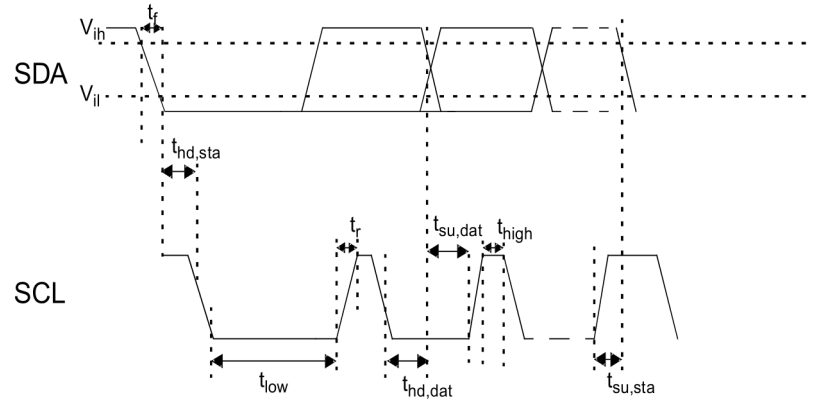 t_f
V_ih
SDA
V_il
t_hd,sta
t_r
t_su,dat
t_high
SCL
t_low
t_hd,dat
t_su,sta